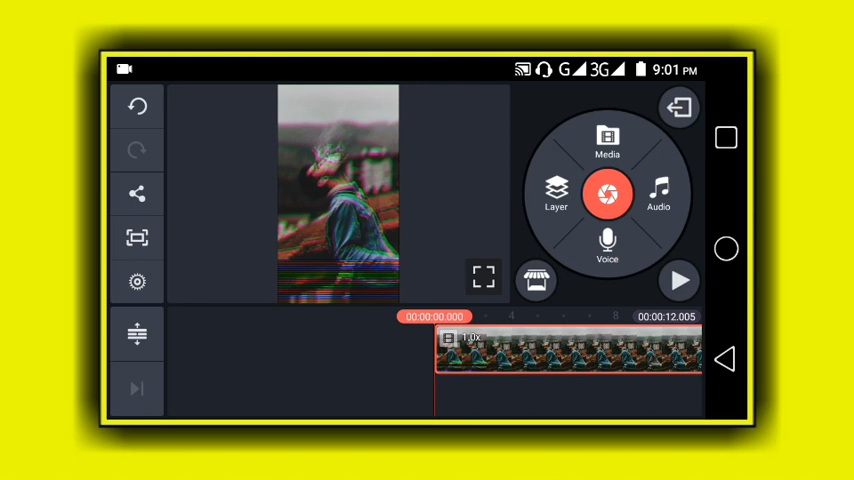 G 3G 9:01 PM
Media
Layer
Audio
Voice
00:00:00.000
4
8
00:00:12.005
1.0x